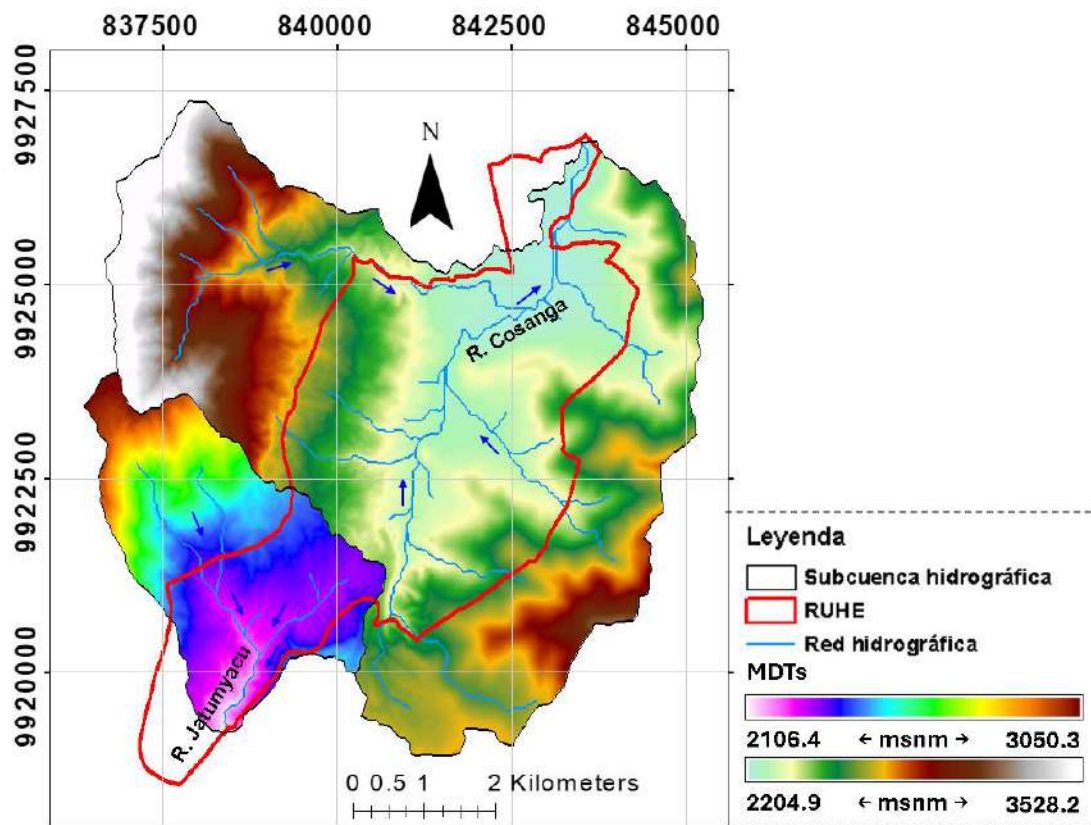 837500 840000 842500 845000
9927500
9925000
9922500
9920000
N
R. Cosanga
R. Jatumyacu
0 0.5 1 2 Kilometers
Leyenda
Subcuenca hidrográfica
RUHE
Red hidrográfica
MDTs
2106.4 ← msnm → 3050.3
2204.9 ← msnm → 3528.2